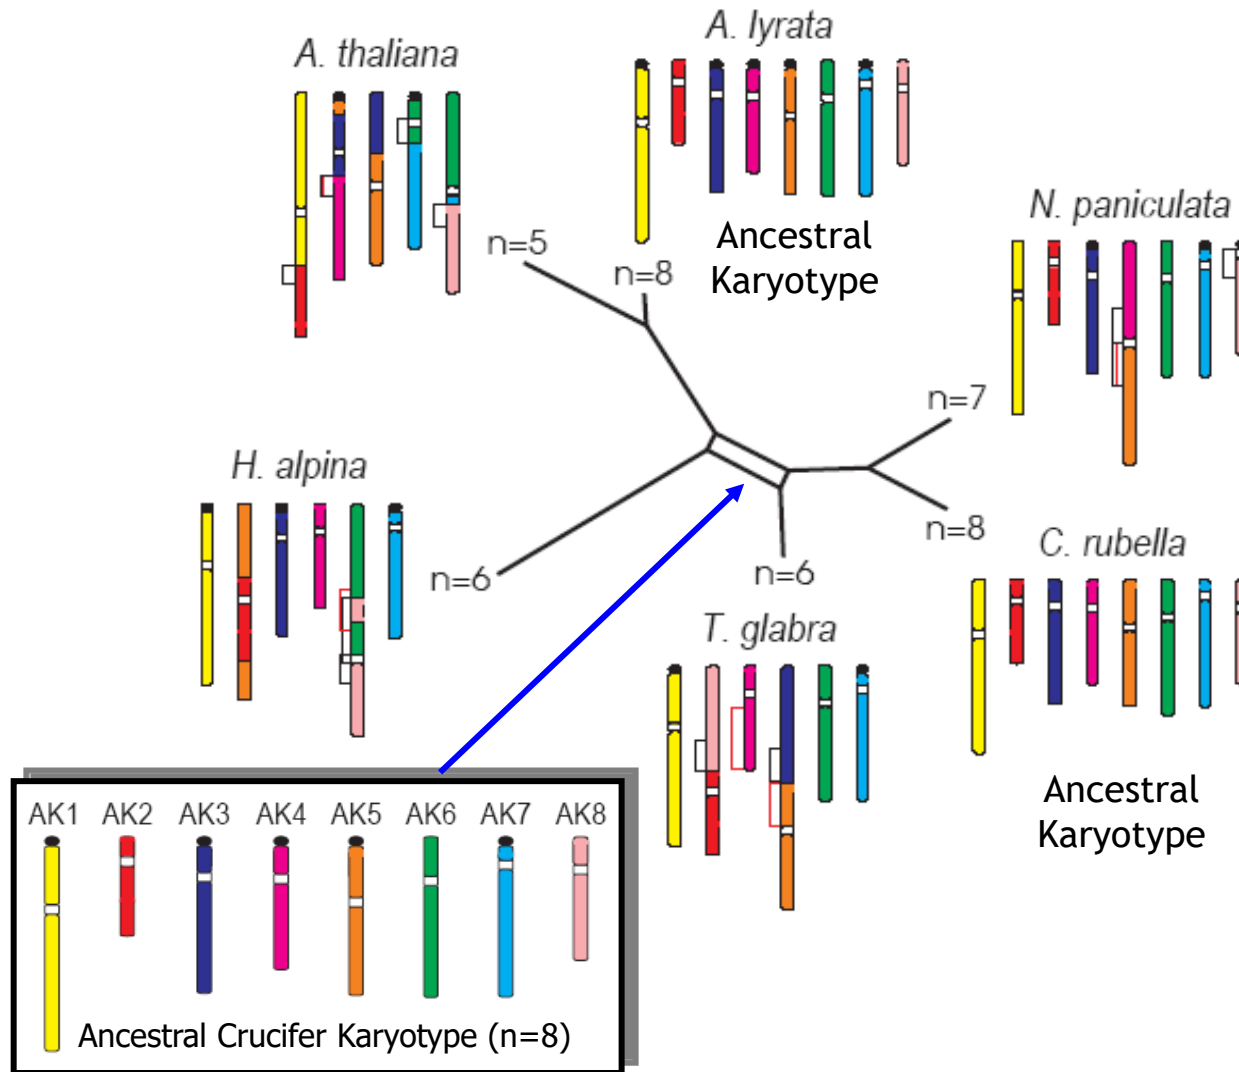 A. thaliana
A. lyrata
N. paniculata
Ancestral
Karyotype
n=5
n=8
n=7
H. alpina
n=8
n=6
n=6
C. rubella
T. glabra
Ancestral
Karyotype
AK1 AK2 AK3 AK4 AK5 AK6 AK7 AK8
Ancestral Crucifer Karyotype (n=8)